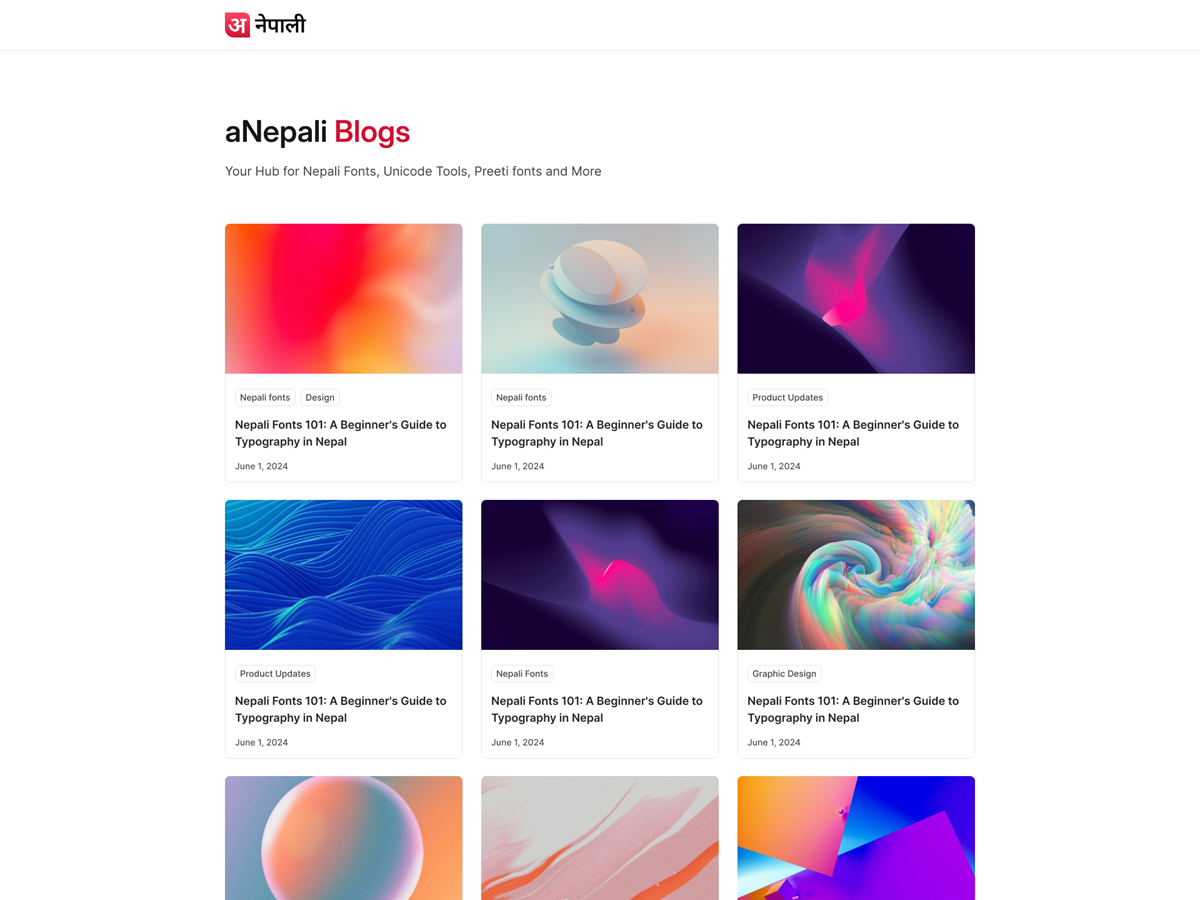 अ नेपाली
aNepali Blogs
Your Hub for Nepali Fonts, Unicode Tools, Preeti fonts and More
Nepali fonts Design
Nepali Fonts 101: A Beginner's Guide to
Typography in Nepal
June 1, 2024
Nepali fonts
Nepali Fonts 101: A Beginner's Guide to
Typography in Nepal
June 1, 2024
Product Updates
Nepali Fonts 101: A Beginner's Guide to
Typography in Nepal
June 1, 2024
Product Updates
Nepali Fonts 101: A Beginner's Guide to
Typography in Nepal
June 1, 2024
Nepali Fonts
Nepali Fonts 101: A Beginner's Guide to
Typography in Nepal
June 1, 2024
Graphic Design
Nepali Fonts 101: A Beginner's Guide to
Typography in Nepal
June 1, 2024